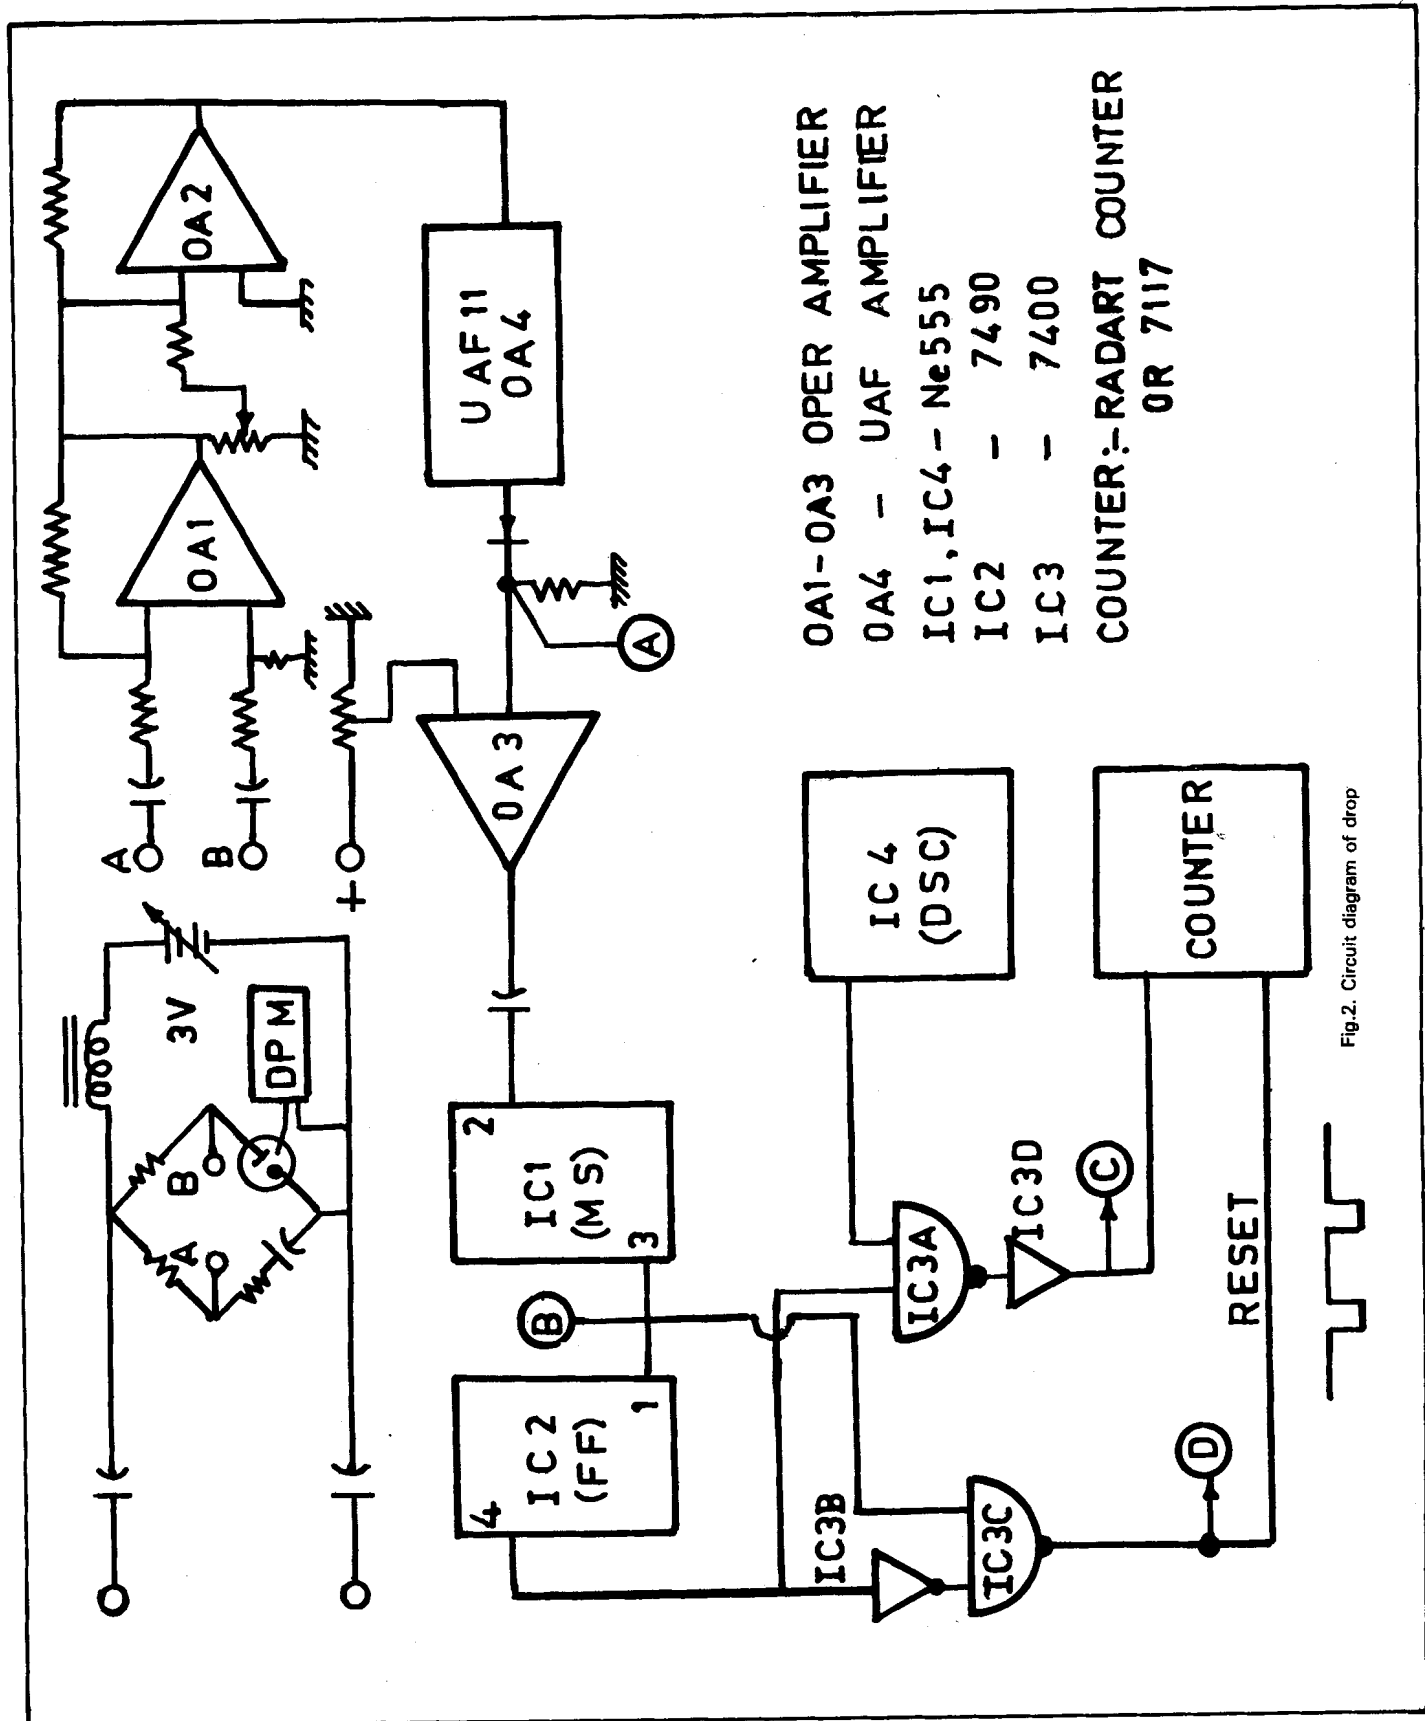 A
B
+
3V
DPM
B
A
OA1
OA2
UAF11
OA4
A
OA3
2
IC1
(MS)
3
B
1
IC2
(FF)
4
IC3B
IC3C
IC3A
IC3D
C
D
RESET
IC4
(DSC)
COUNTER
OA1-OA3 OPER AMPLIFIER
OA4 - UAF AMPLIFIER
IC1, IC4 - Ne555
IC2 - 7490
IC3 - 7400
COUNTER:- RADART COUNTER
OR 7117
Fig.2. Circuit diagram of drop